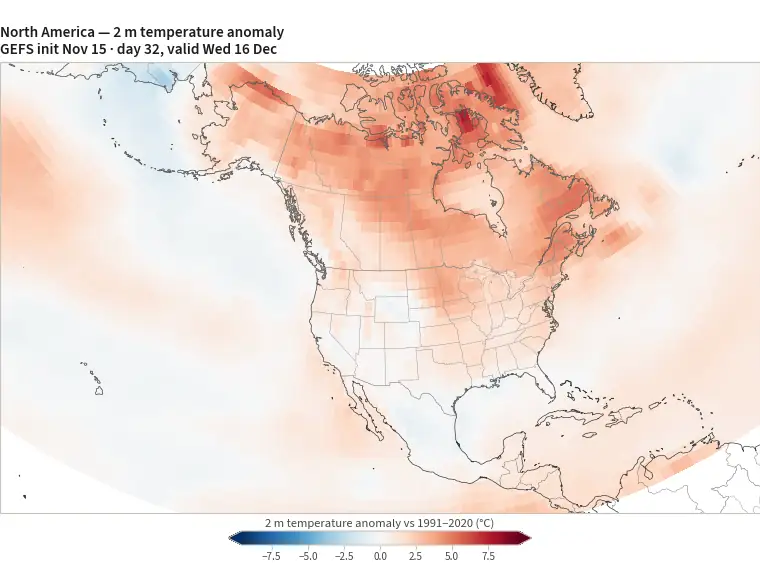 North America — 2 m temperature anomaly
GEFS init Nov 15 · day 32, valid Wed 16 Dec
2 m temperature anomaly vs 1991–2020 (°C)
−7.5 −5.0 −2.5 0.0 2.5 5.0 7.5